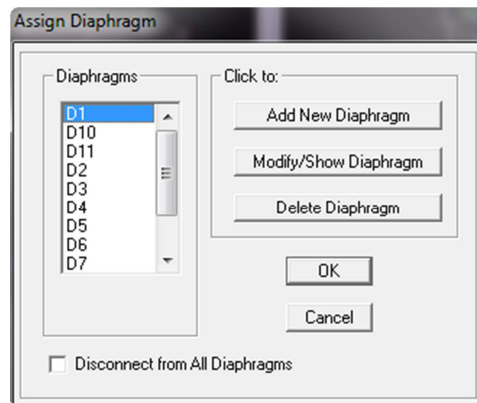 Assign Diaphragm
Diaphragms
D1
D10
D11
D2
D3
D4
D5
D6
D7
Click to:
Add New Diaphragm
Modify/Show Diaphragm
Delete Diaphragm
OK
Cancel
Disconnect from All Diaphragms